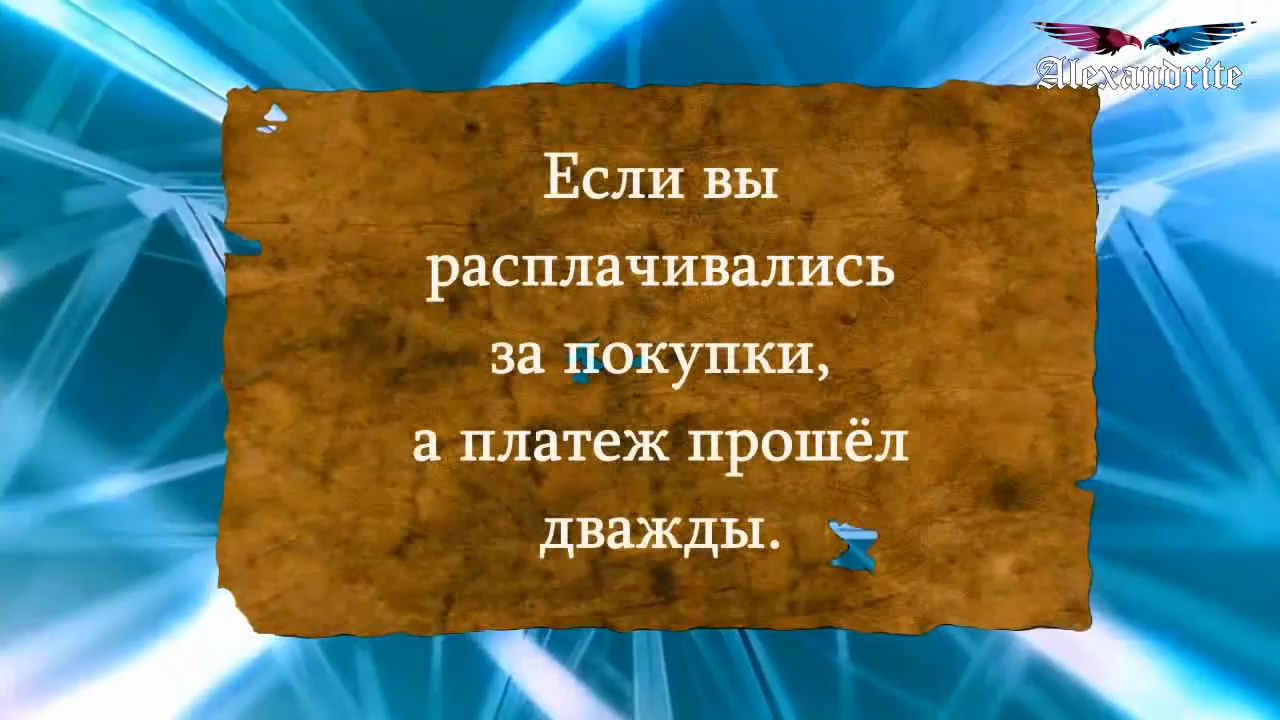 Alexandrite
Если вы
расплачивались
за покупки,
а платеж прошёл
дважды.